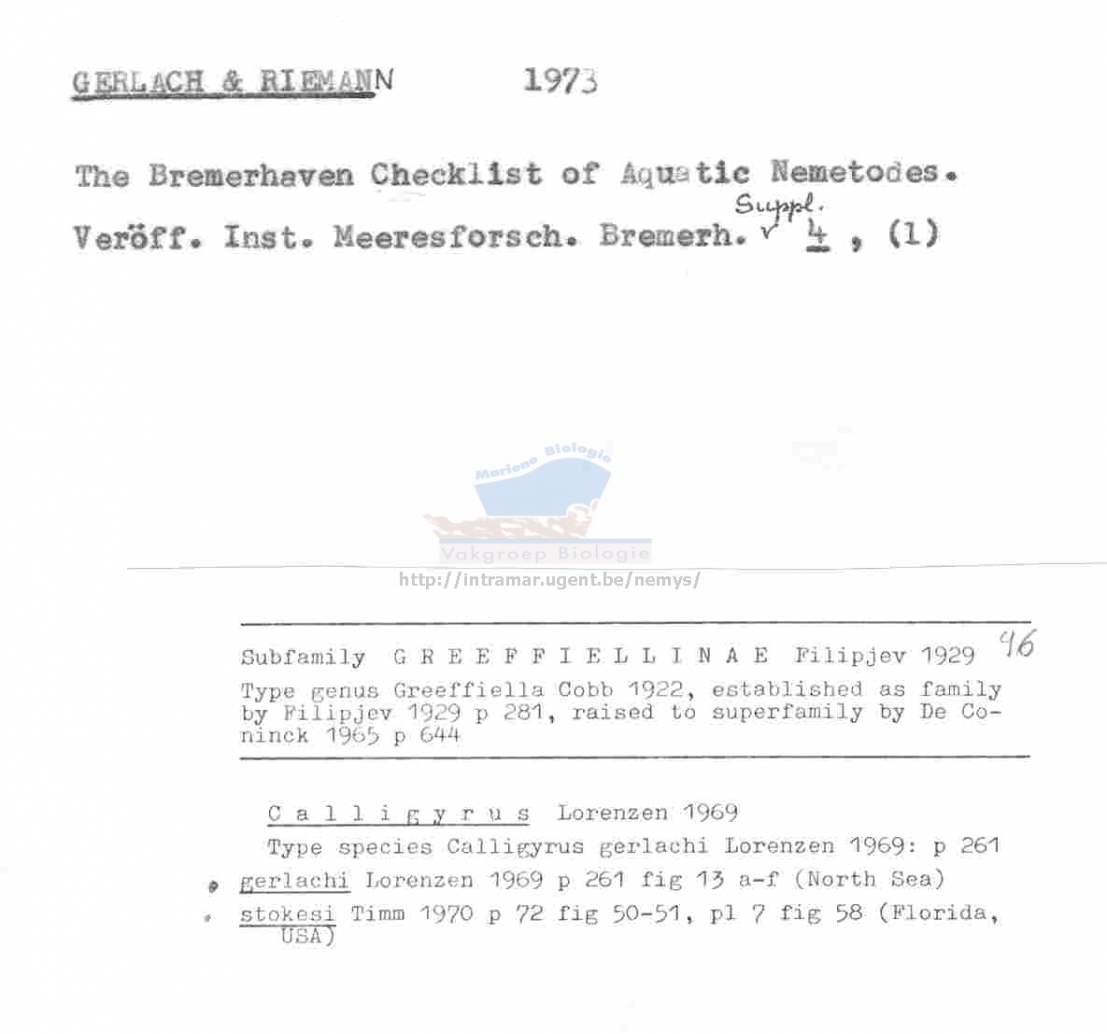 GERLACH & RIEMANN 1973
The Bremerhaven Checklist of Aquatic Nemetodes.
Suppl.
Veröff. Inst. Meeresforsch. Bremerh. √ 4 , (1)
Mariene Biologie
Vakgroep Biologie
http://intramar.ugent.be/nemys/
96
Subfamily G R E E F F I E L L I N A E Filipjev 1929
Type genus Greeffiella Cobb 1922, established as family
by Filipjev 1929 p 281, raised to superfamily by De Co-
ninck 1965 p 644
C a l l i g y r u s Lorenzen 1969
Type species Calligyrus gerlachi Lorenzen 1969: p 261
gerlachi Lorenzen 1969 p 261 fig 13 a-f (North Sea)
stokesi Timm 1970 p 72 fig 50-51, pl 7 fig 58 (Florida,
USA)